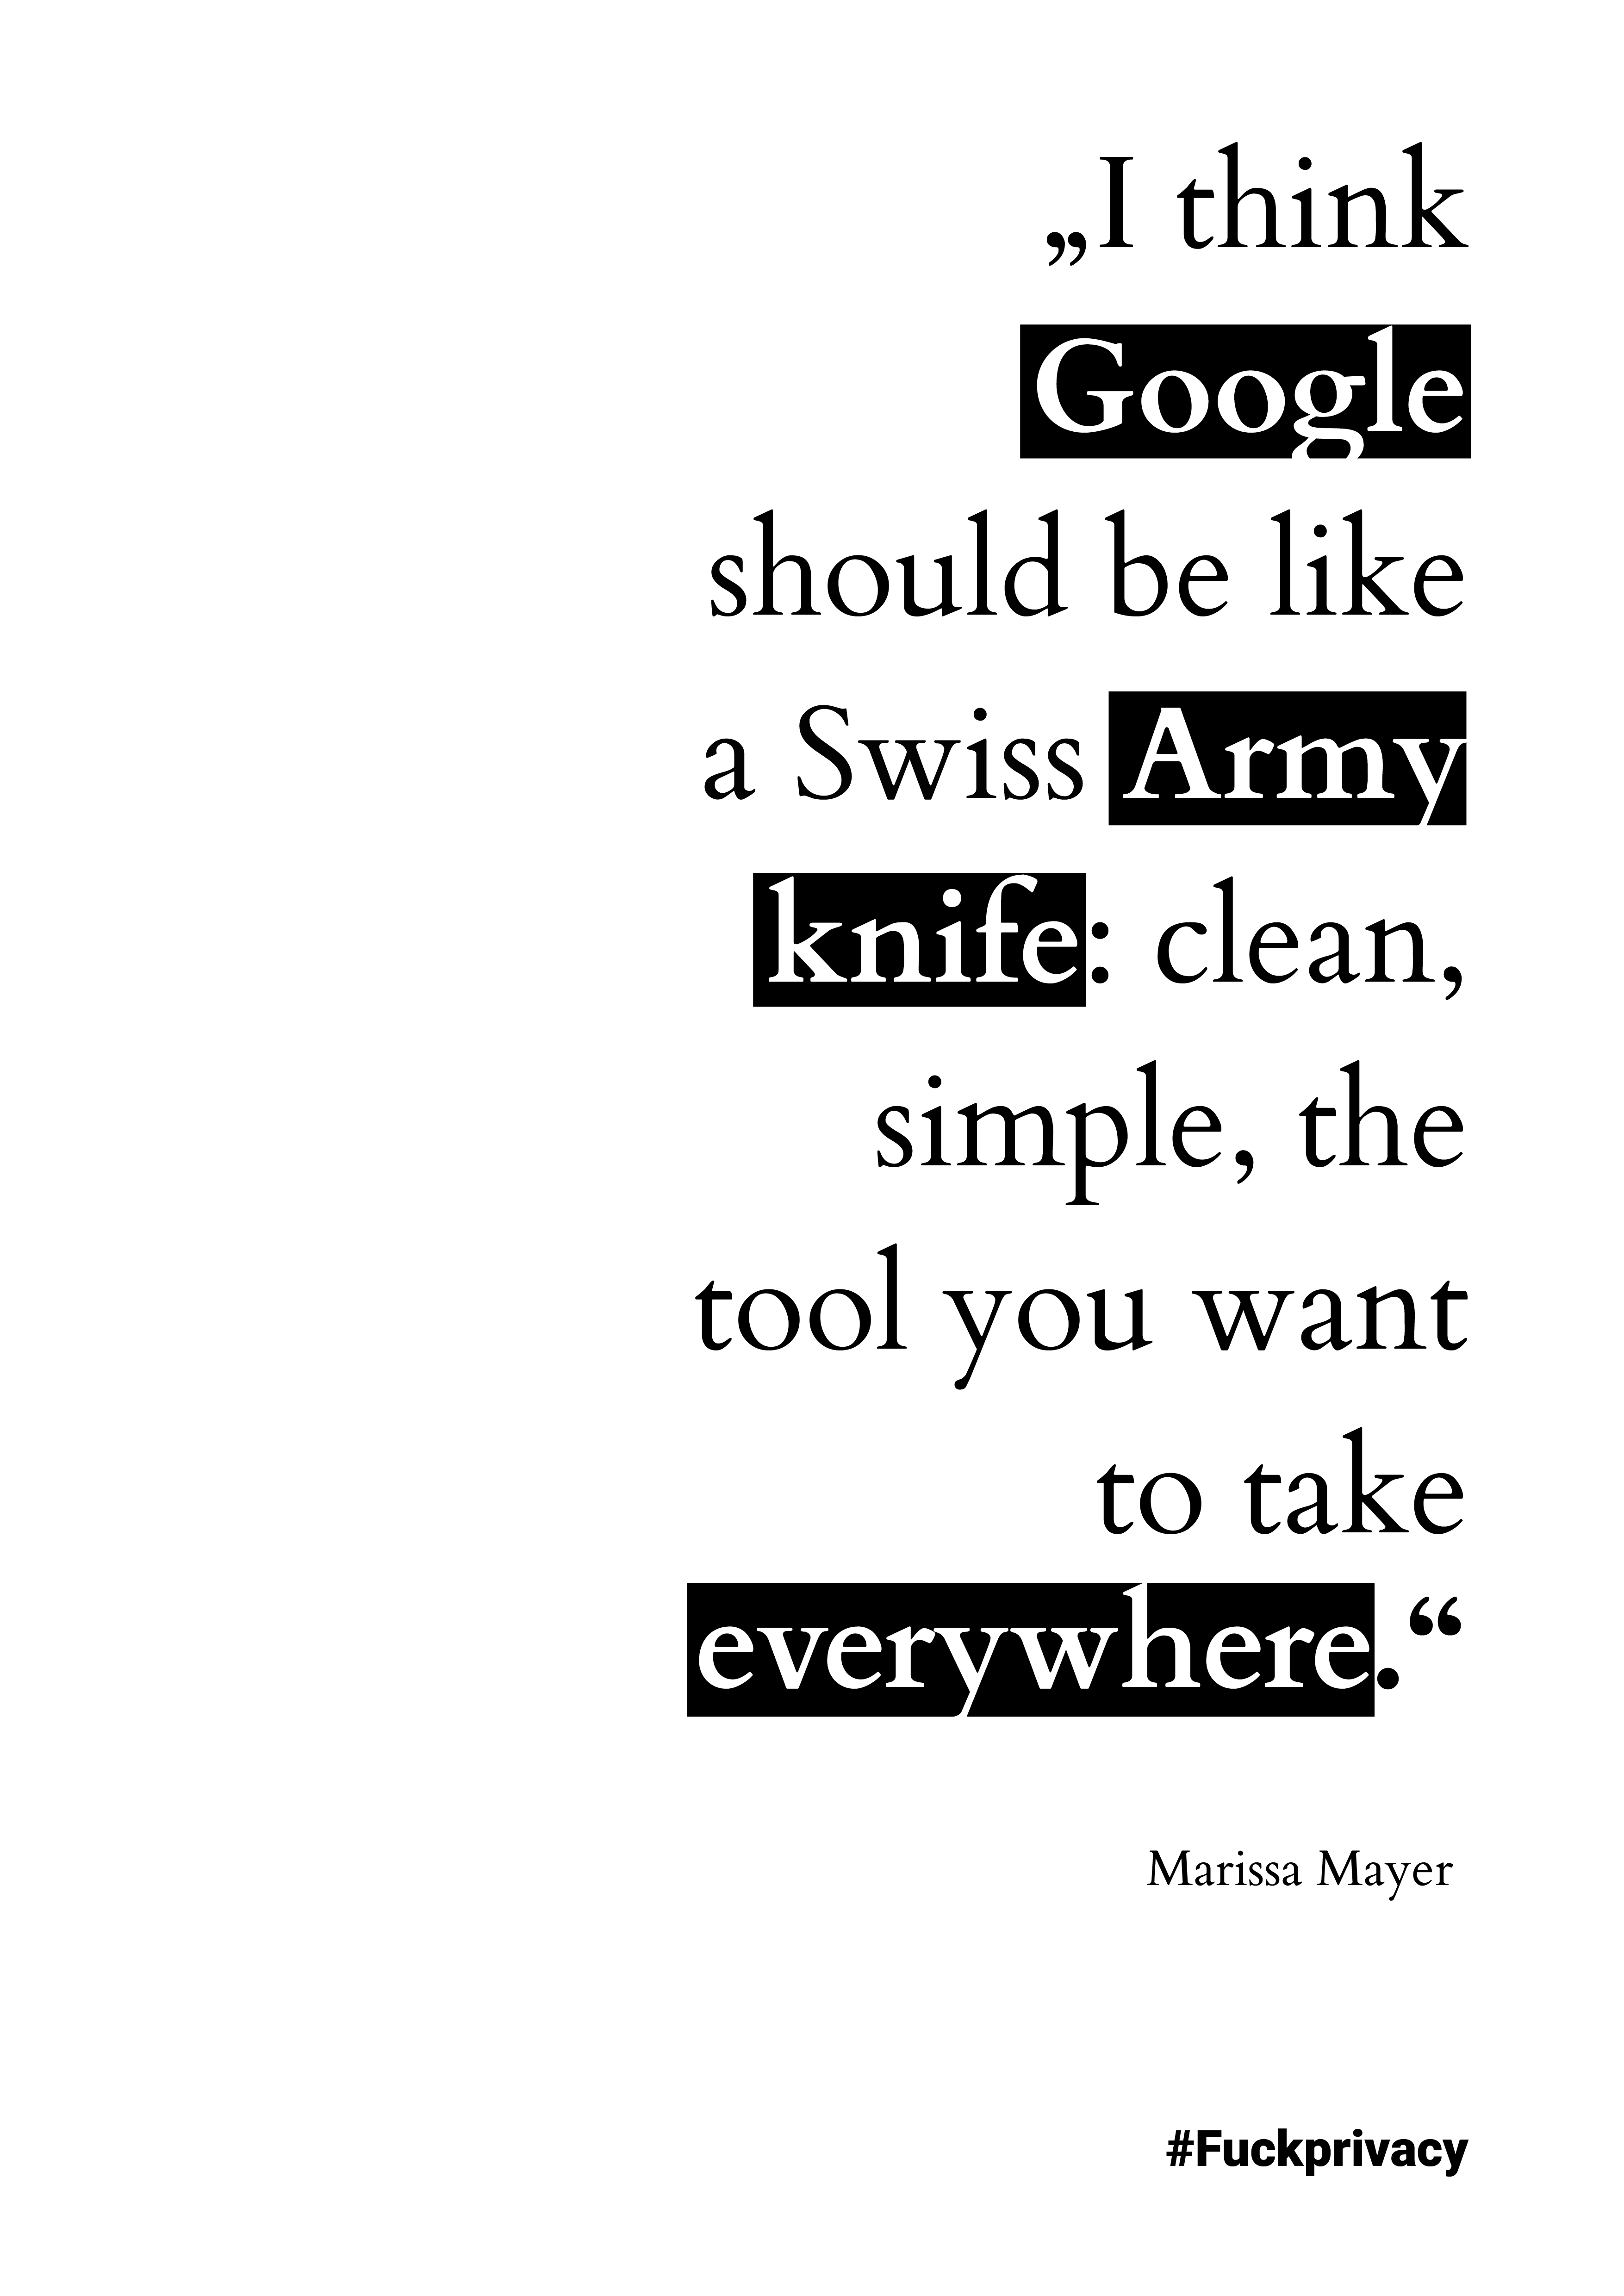 „I think
Google
should be like
a Swiss Army
knife: clean,
simple, the
tool you want
to take
everywhere.“
Marissa Mayer
#Fuckprivacy